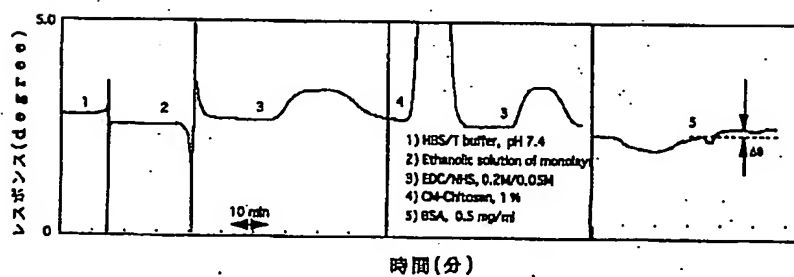 5.0
レスポンス(degree)
0
1
2
3
4
3
5
Δθ
10 min
1) HBS/T buffer, pH 7.4
2) Ethanolic solution of monolay
3) EDC/NHS, 0.2M/0.05M
4) CM-Chitosan, 1 %
5) BSA, 0.5 mg/ml
時間(分)